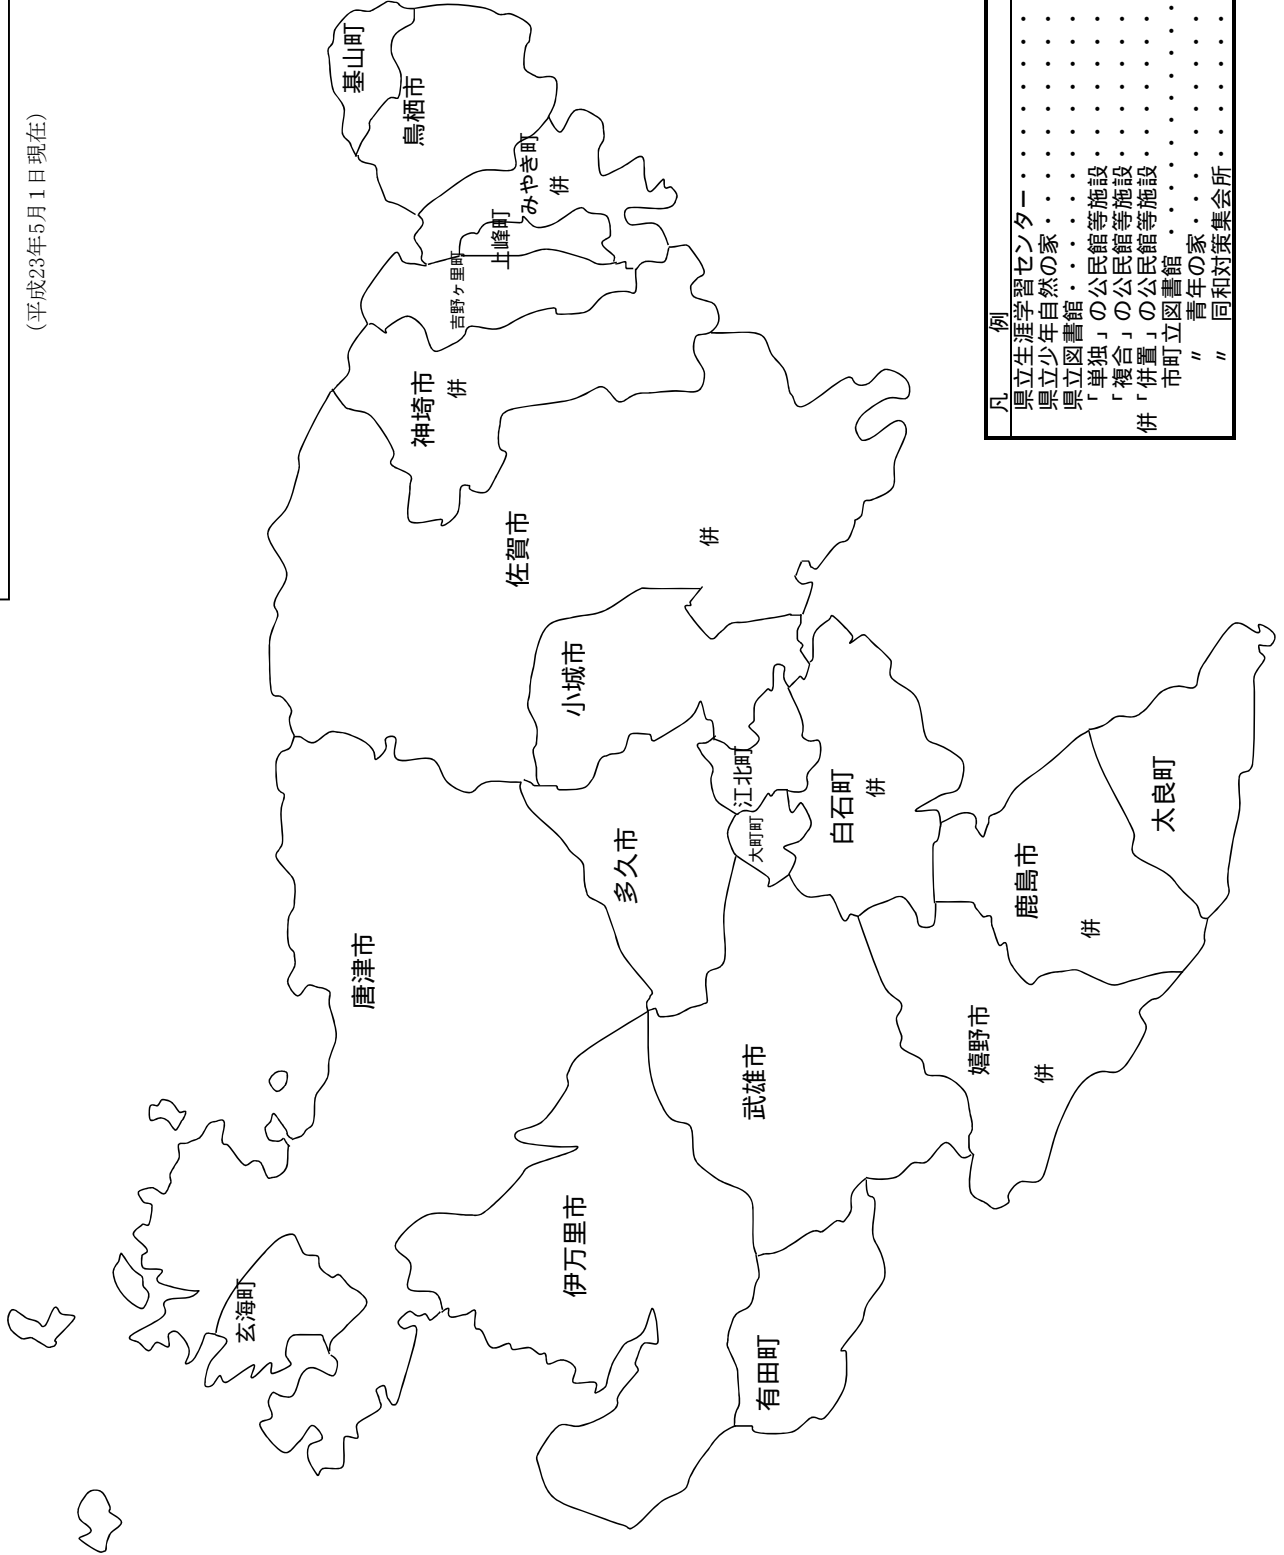 (平成23年5月1日現在)
基山町
鳥栖市
みやき町
併
上峰町
吉野ヶ里町
神埼市
併
佐賀市
併
小城市
江北町
大町町
白石町
併
多久市
唐津市
玄海町
伊万里市
武雄市
有田町
嬉野市
併
鹿島市
併
太良町
凡 例
県立生涯学習センター・・・・・・・・
県立少年自然の家・・・・・・・・・・
県立図書館・・・・・・・・・・・・
「単独」の公民館等施設・・・・・・・
「複合」の公民館等施設・・・・・・・
併「併置」の公民館等施設・・・・・・・
市町立図書館・・・・・・・・・・
〃 青年の家・・・・・・・・・・
〃 同和対策集会所・・・・・・・